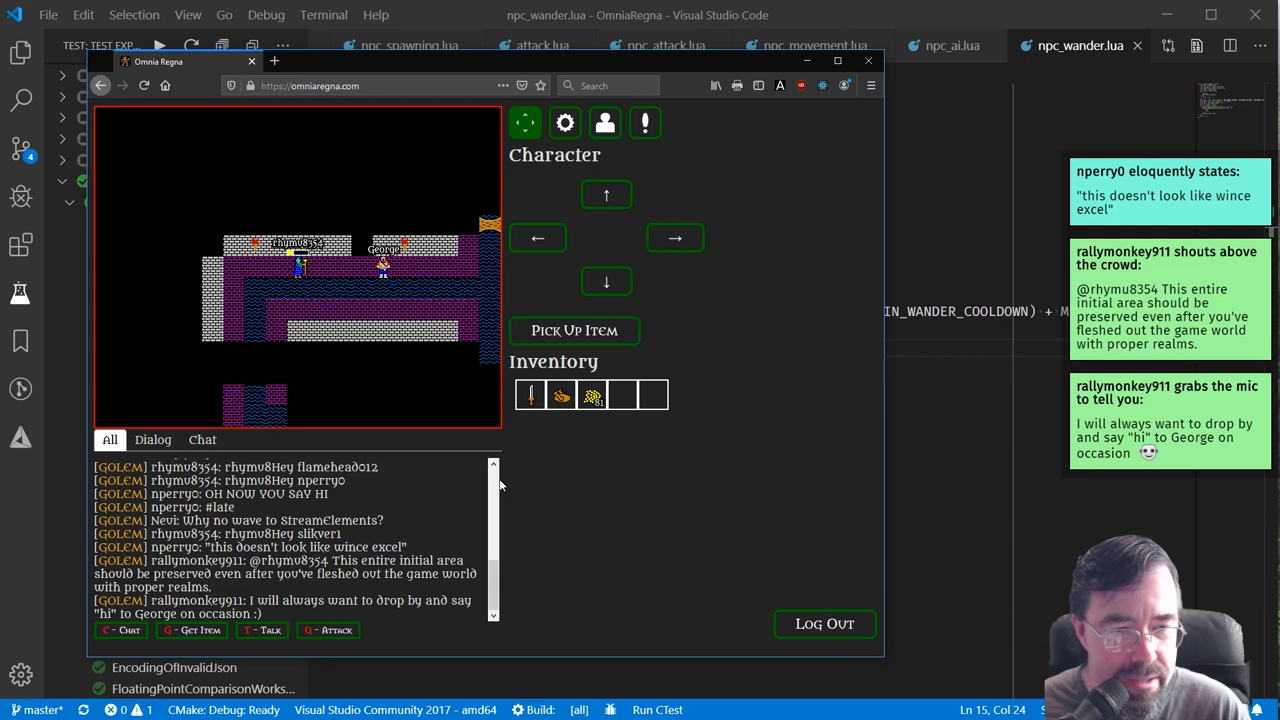 File Edit Selection View Go Debug Terminal Help
npc_wander.lua - OmniaRegna - Visual Studio Code
TEST: TEST EXP...
npc_spawning.lua attack.lua npc_attack.lua npc_movement.lua npc_ai.lua npc_wander.lua
Omnia Regna
https://omniaregna.com
Search
Character
↑
← →
↓
PICK UP ITEM
Inventory
81
rhymu8354
George
All Dialog Chat
[GOLEM] rhymu8354: rhymu8Hey flamehead012
[GOLEM] rhymu8354: rhymu8Hey nperry0
[GOLEM] nperry0: OH NOW YOU SAY HI
[GOLEM] nperry0: #late
[GOLEM] Nevi: Why no wave to StreamElements?
[GOLEM] rhymu8354: rhymu8Hey slikver1
[GOLEM] nperry0: "this doesn't look like wince excel"
[GOLEM] rallymonkey911: @rhymu8354 This entire initial area
should be preserved even after you've fleshed out the game world
with proper realms.
[GOLEM] rallymonkey911: I will always want to drop by and say
"hi" to George on occasion :)
C - CHAT G - GET ITEM T - TALK Q - ATTACK
LOG OUT
IN_WANDER_COOLDOWN) + M
nperry0 eloquently states:
"this doesn't look like wince
excel"
rallymonkey911 shouts above
the crowd:
@rhymu8354 This entire
initial area should be
preserved even after you've
fleshed out the game world
with proper realms.
rallymonkey911 grabs the mic
to tell you:
I will always want to drop by
and say "hi" to George on
occasion
4
EncodingOfInvalidJson
FloatingPointComparisonWorks...
master* 0 1 CMake: Debug: Ready Visual Studio Community 2017 - amd64 Build: [all] Run CTest Ln 15, Col 24